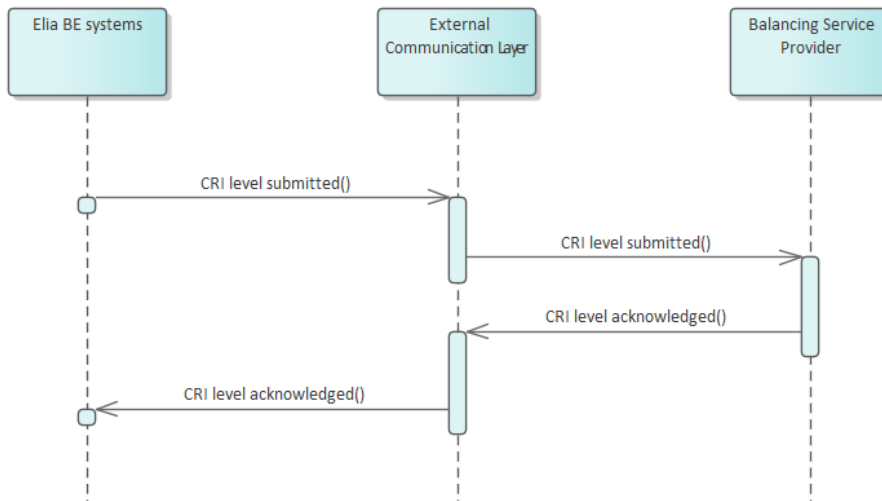 Elia BE systems
External
Communication Layer
Balancing Service
Provider
CRI level submitted()
CRI level submitted()
CRI level acknowledged()
CRI level acknowledged()